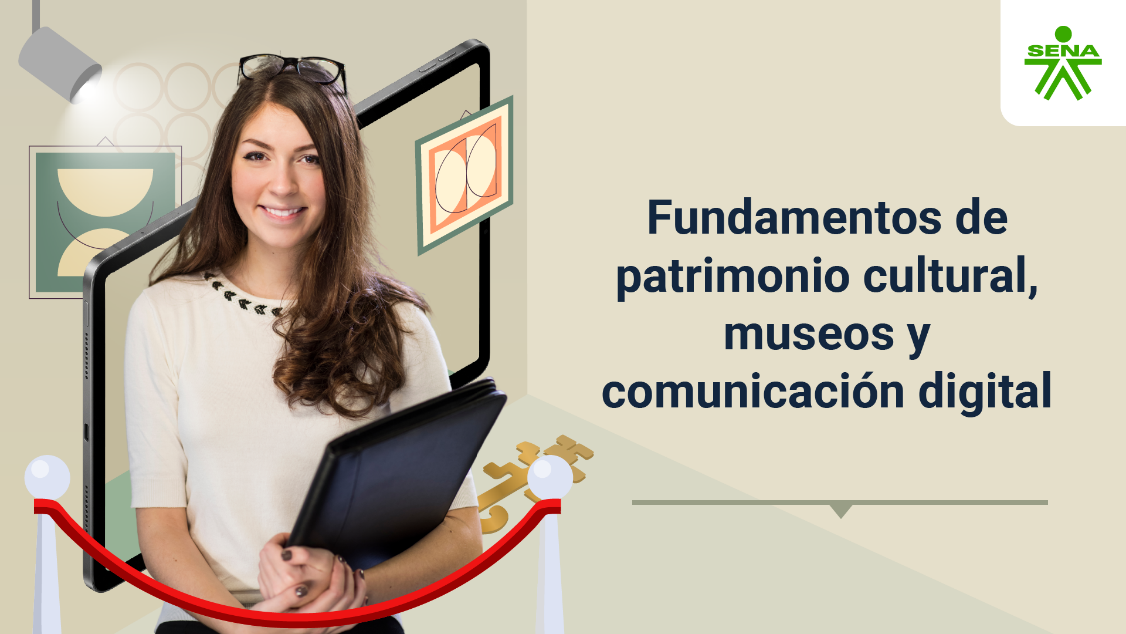 SENA
Fundamentos de
patrimonio cultural,
museos y
comunicación digital